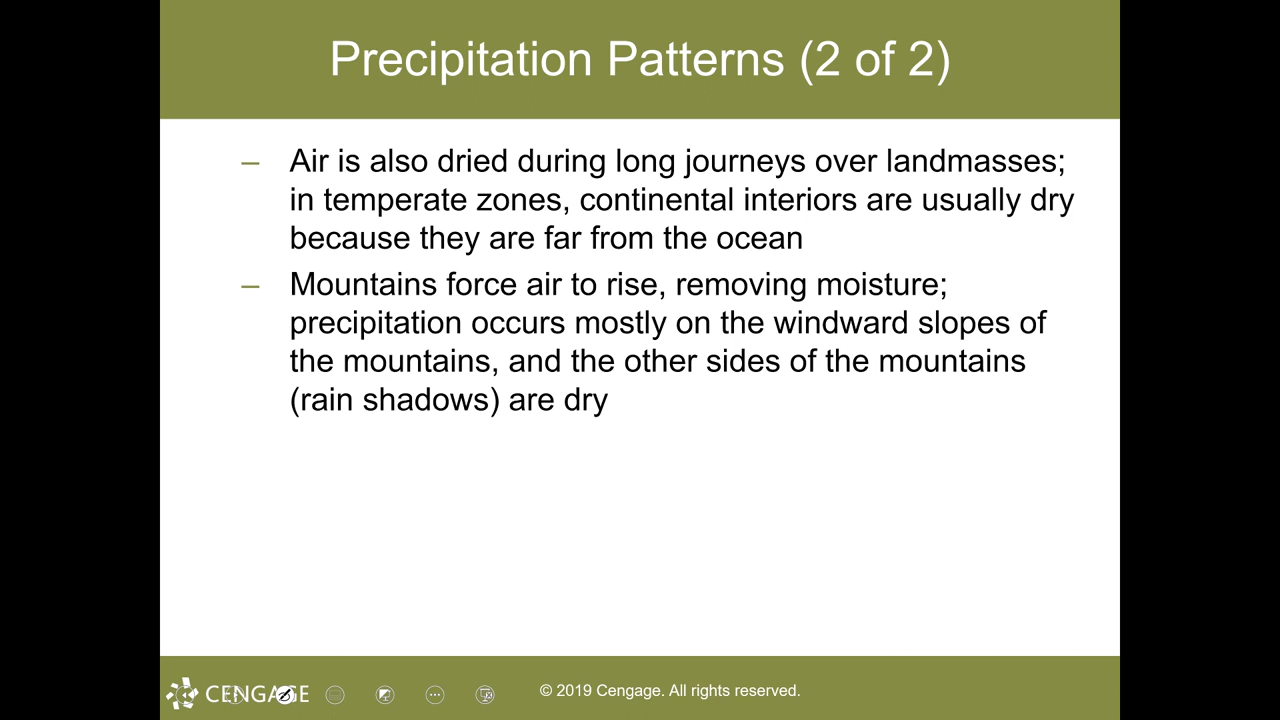 Precipitation Patterns (2 of 2)
– Air is also dried during long journeys over landmasses;
in temperate zones, continental interiors are usually dry
because they are far from the ocean
– Mountains force air to rise, removing moisture;
precipitation occurs mostly on the windward slopes of
the mountains, and the other sides of the mountains
(rain shadows) are dry
CENGAGE
© 2019 Cengage. All rights reserved.